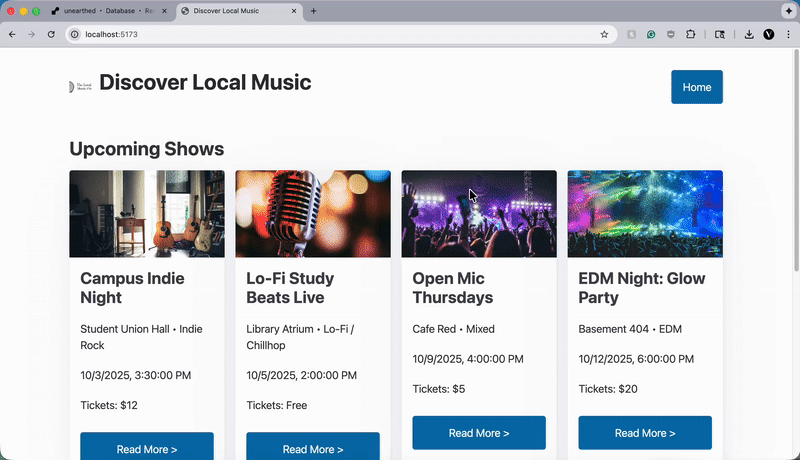 unearthed • Database • Re
Discover Local Music
localhost:5173
V
The Local
Music Fix
Discover Local Music
Home
Upcoming Shows
Campus Indie
Night
Student Union Hall • Indie
Rock
10/3/2025, 3:30:00 PM
Tickets: $12
Read More >
Lo-Fi Study
Beats Live
Library Atrium • Lo-Fi /
Chillhop
10/5/2025, 2:00:00 PM
Tickets: Free
Read More >
Open Mic
Thursdays
Cafe Red • Mixed
10/9/2025, 4:00:00 PM
Tickets: $5
Read More >
EDM Night: Glow
Party
Basement 404 • EDM
10/12/2025, 6:00:00 PM
Tickets: $20
Read More >